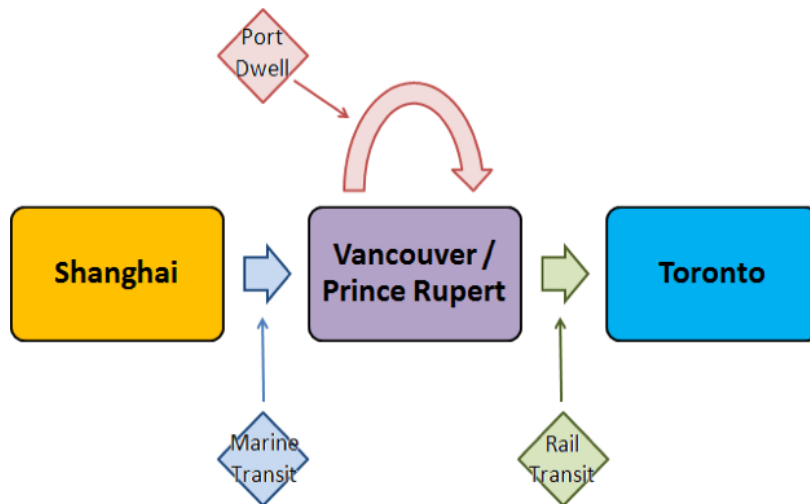 Port
Dwell
Shanghai
Vancouver /
Prince Rupert
Toronto
Marine
Transit
Rail
Transit